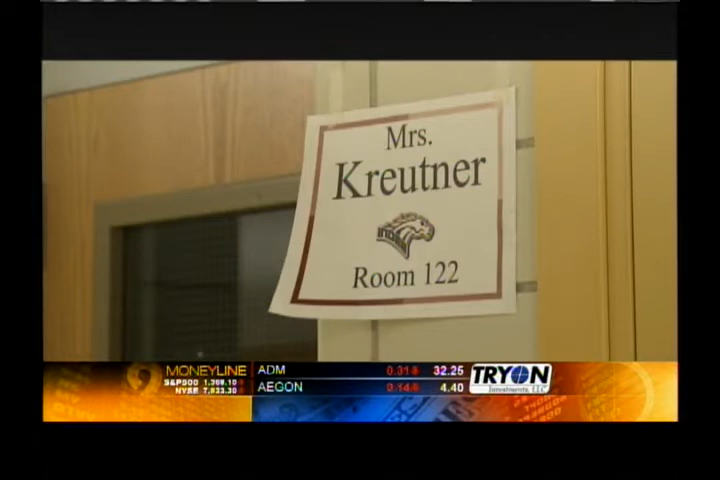 Mrs.
Kreutner
Room 122
MONEYLINE
S&P500 1,369.10
NYSE 7,933.30
ADM 0.31 32.25
AEGON 0.14 4.40
TRYON
Investments, LLC